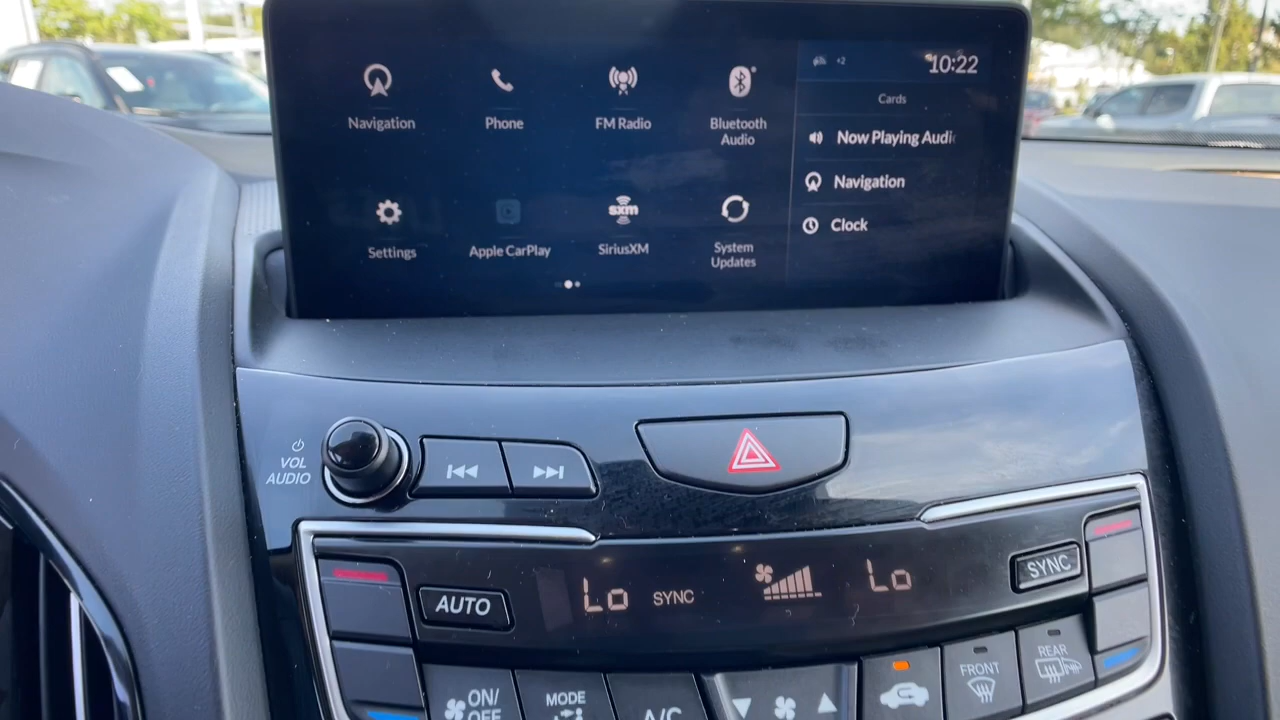 10:22
Navigation
Phone
FM Radio
Bluetooth
Audio
Cards
Now Playing Audi
Navigation
Clock
Settings
Apple CarPlay
sxm
SiriusXM
System
Updates
VOL
AUDIO
AUTO
Lo
SYNC
Lo
SYNC
ON/
OFF
MODE
A/C
FRONT
REAR